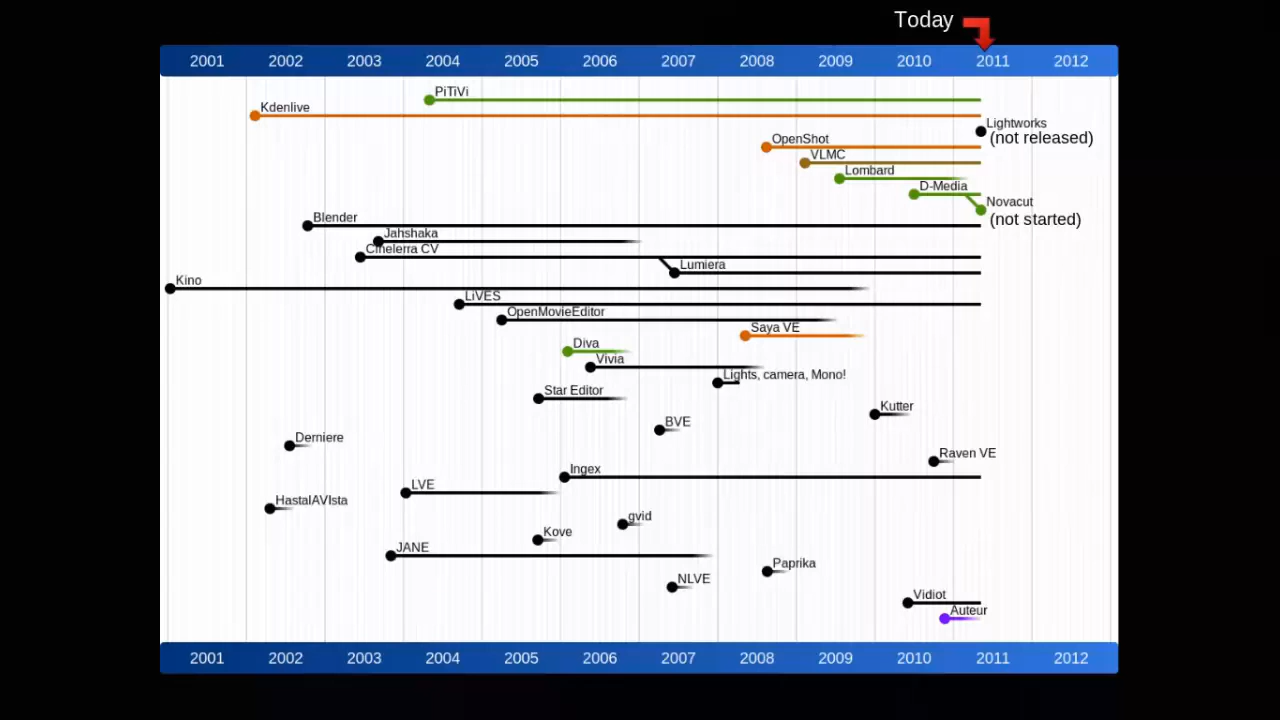 Today
2001 2002 2003 2004 2005 2006 2007 2008 2009 2010 2011 2012
PiTiVi
Kdenlive
Lightworks
(not released)
OpenShot
VLMC
Lombard
D-Media
Novacut
(not started)
Blender
Jahshaka
Cinelerra CV
Lumiera
Kino
LiVES
OpenMovieEditor
Saya VE
Diva
Vivia
Lights, camera, Mono!
Star Editor
Kutter
BVE
Derniere
Raven VE
Ingex
LVE
HastalAVIsta
gvid
Kove
JANE
Paprika
NLVE
Vidiot
Auteur
2001 2002 2003 2004 2005 2006 2007 2008 2009 2010 2011 2012